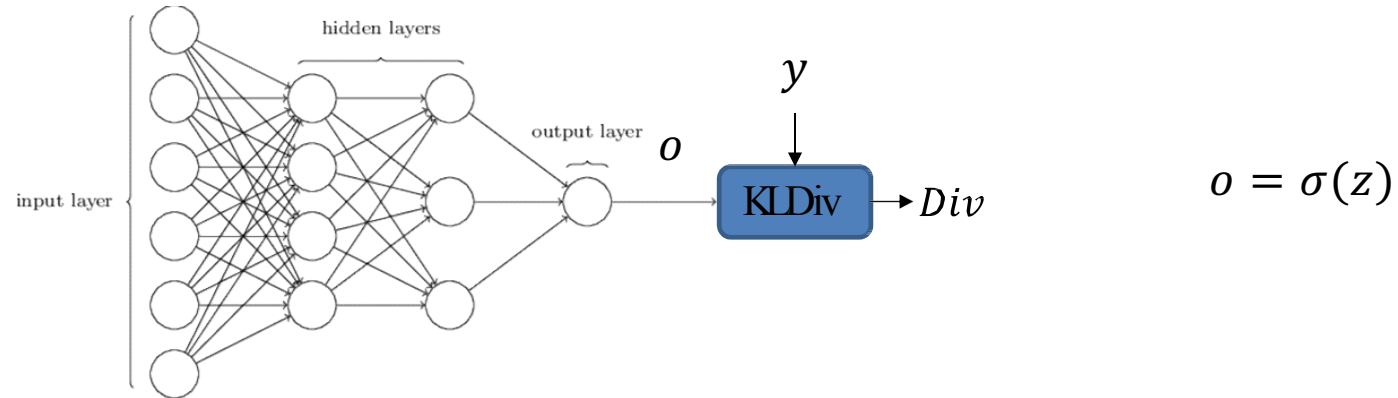 hidden layers
y
output layer
o
input layer
KLDiv
Div
o = σ(z)